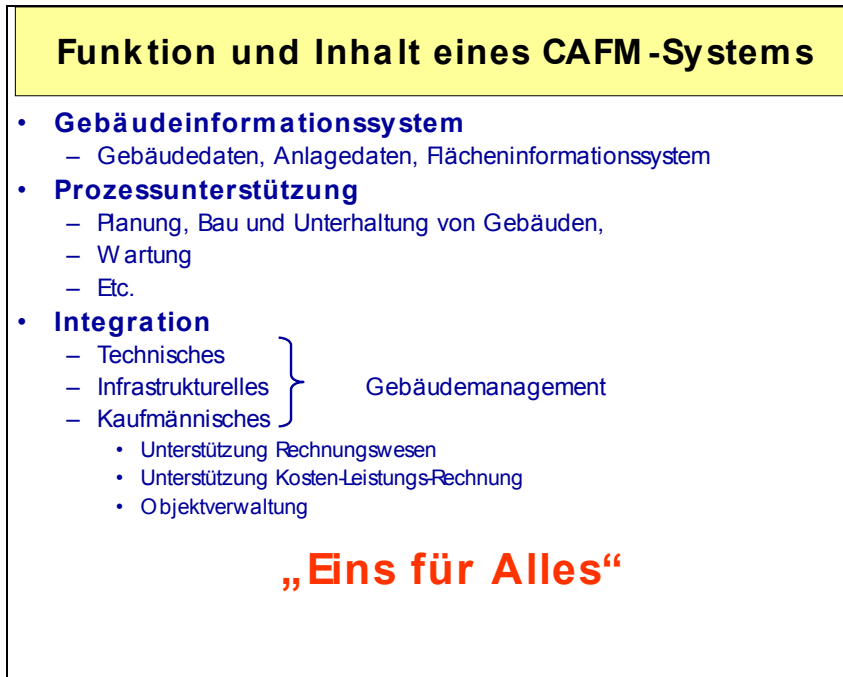 Funktion und Inhalt eines CAFM-Systems
• Gebäudeinformationssystem
– Gebäudedaten, Anlagedaten, Flächeninformationssystem
• Prozessunterstützung
– Planung, Bau und Unterhaltung von Gebäuden,
– Wartung
– Etc.
• Integration
– Technisches
– Infrastrukturelles Gebäudemanagement
– Kaufmännisches
• Unterstützung Rechnungswesen
• Unterstützung Kosten-Leistungs-Rechnung
• Objektverwaltung
„Eins für Alles“